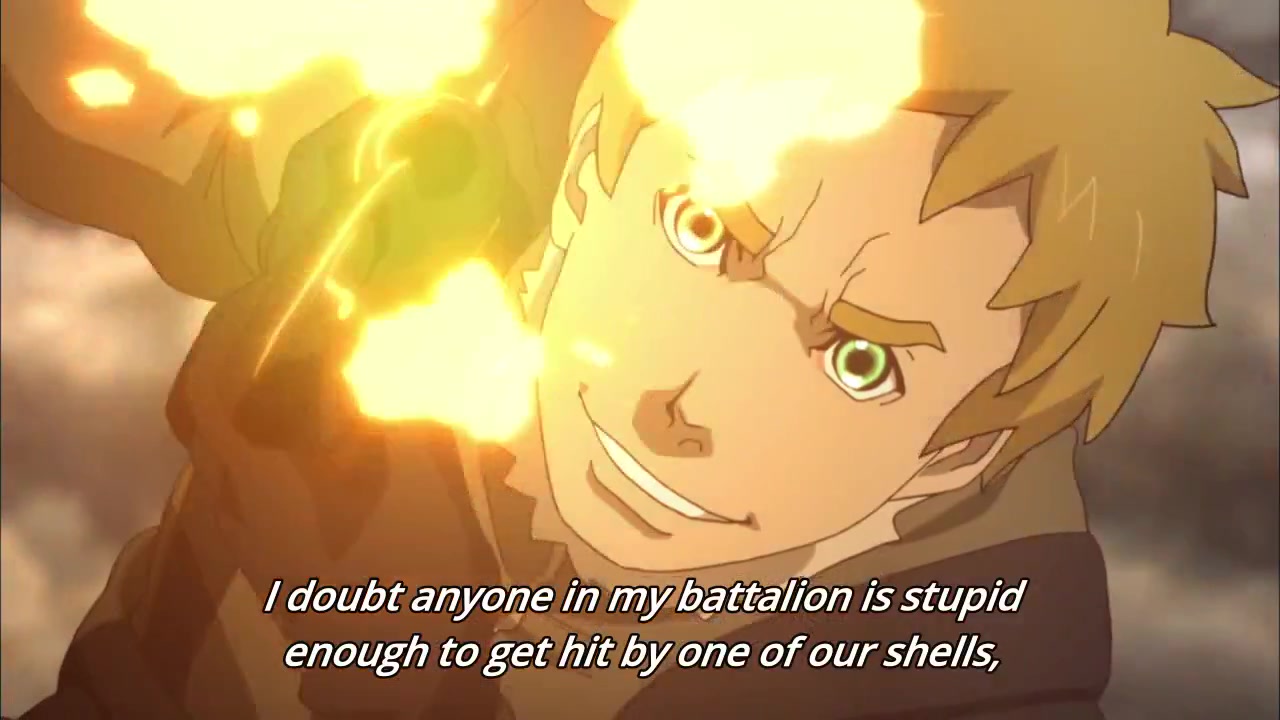 I doubt anyone in my battalion is stupid
enough to get hit by one of our shells,